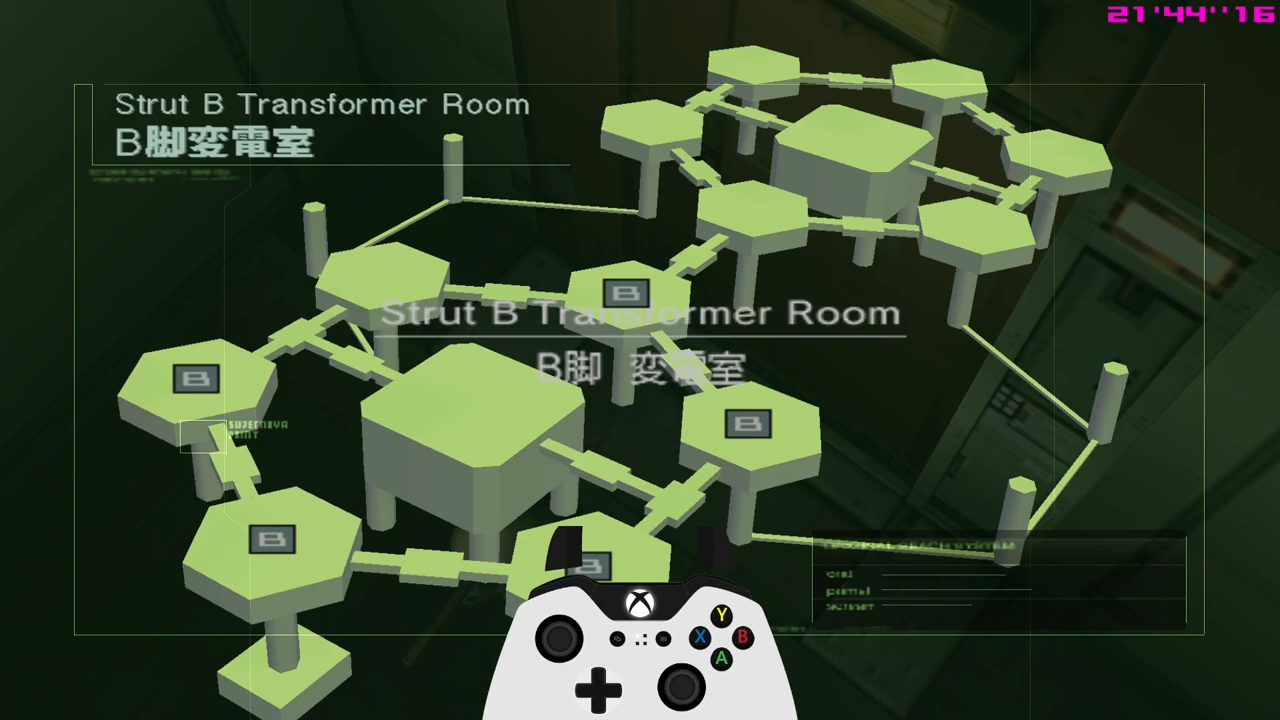 21'44''16
Strut B Transformer Room
B脚変電室
B
Strut B Transformer Room
B脚 変電室
B
B
B
B
Y
X
B
A